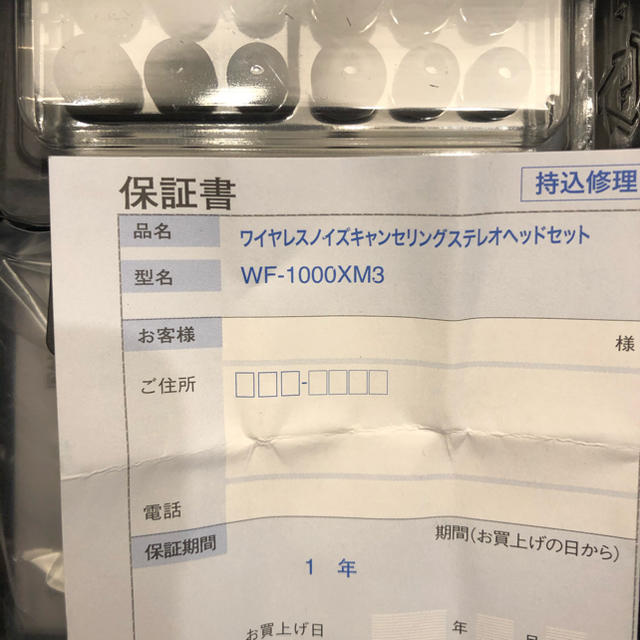 保証書
持込修理
品名 ワイヤレスノイズキャンセリングステレオヘッドセット
型名 WF-1000XM3
お客様 様
ご住所 □□□-□□□□
電話
保証期間 期間(お買上げの日から)
1 年
お買上げ日 年 月